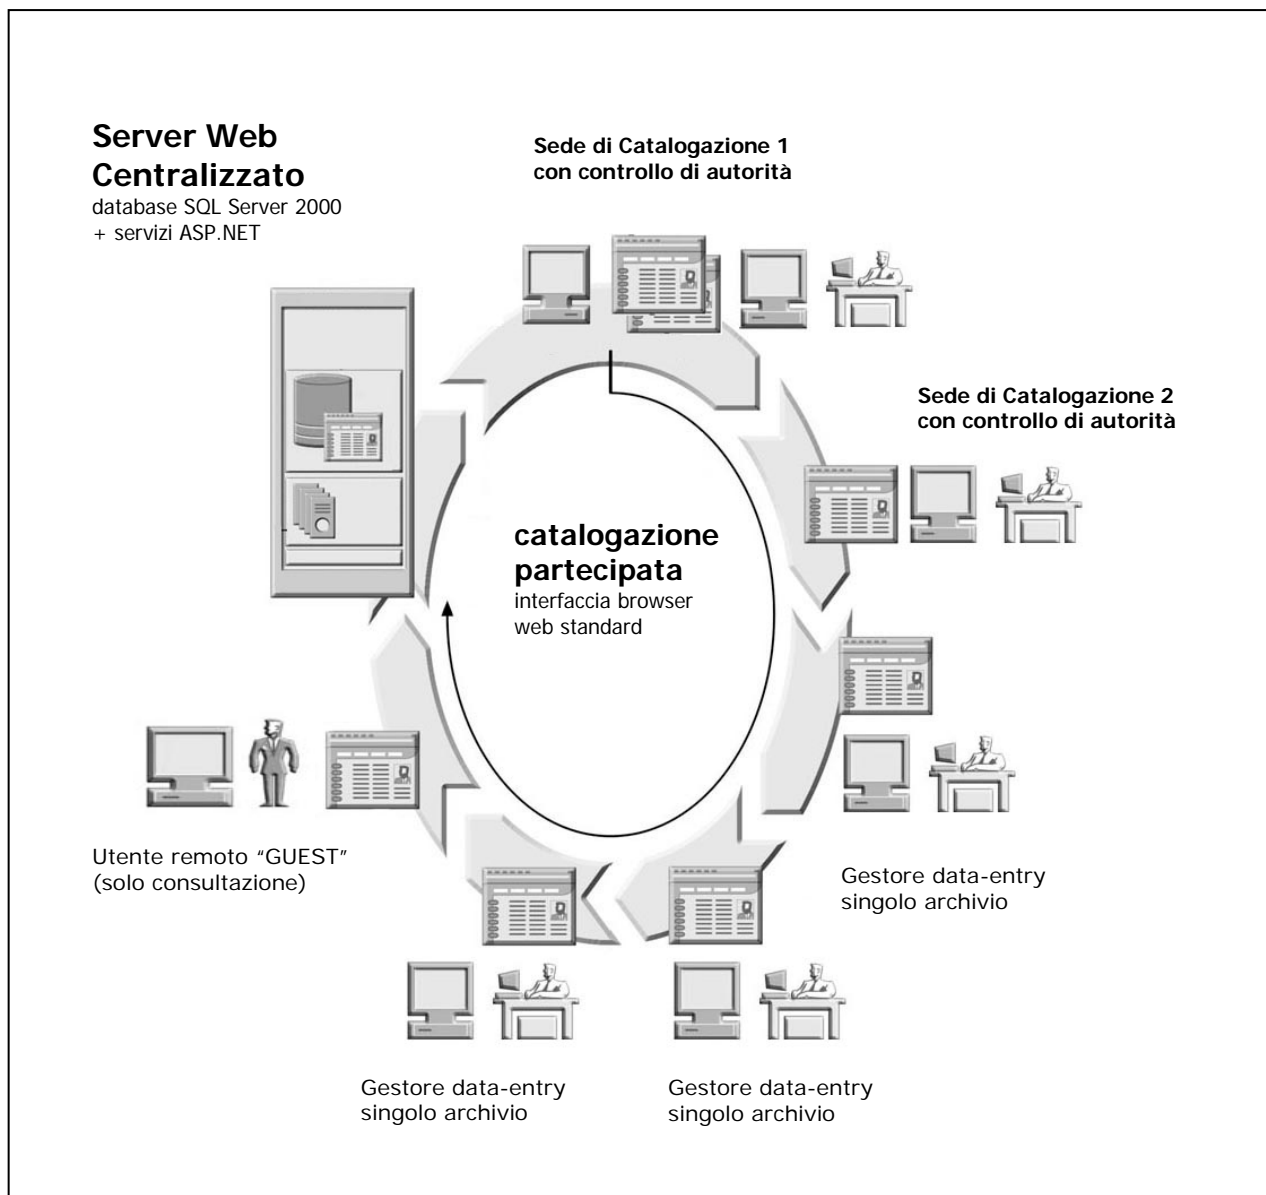 Server Web
Centralizzato
database SQL Server 2000
+ servizi ASP.NET
Sede di Catalogazione 1
con controllo di autorità
Sede di Catalogazione 2
con controllo di autorità
catalogazione
partecipata
interfaccia browser
web standard
Utente remoto “GUEST”
(solo consultazione)
Gestore data-entry
singolo archivio
Gestore data-entry
singolo archivio
Gestore data-entry
singolo archivio